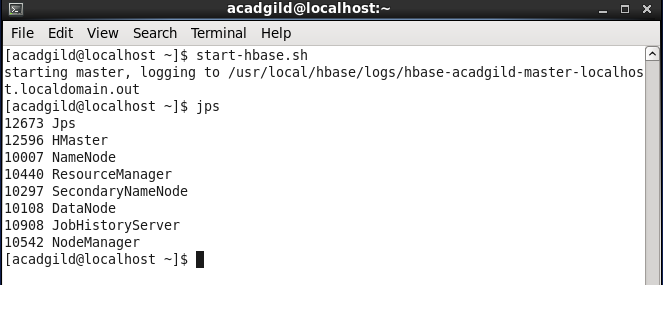 acadgild@localhost:~
File Edit View Search Terminal Help
[acadgild@localhost ~]$ start-hbase.sh
starting master, logging to /usr/local/hbase/logs/hbase-acadgild-master-localhos
t.localdomain.out
[acadgild@localhost ~]$ jps
12673 Jps
12596 HMaster
10007 NameNode
10440 ResourceManager
10297 SecondaryNameNode
10108 DataNode
10908 JobHistoryServer
10542 NodeManager
[acadgild@localhost ~]$